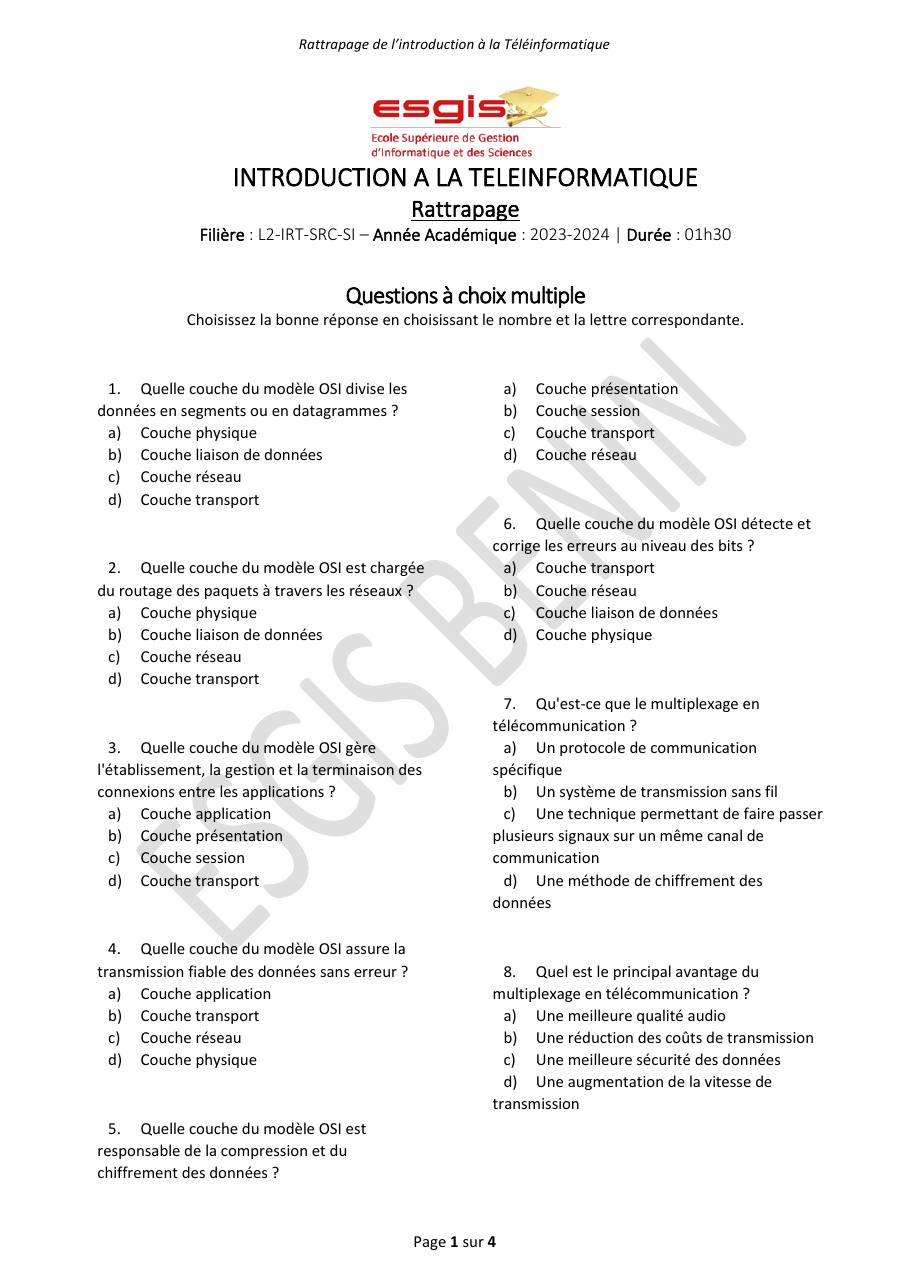 Rattrapage de l'introduction à la Téléinformatique
esgis
Ecole Supérieure de Gestion
d'Informatique et des Sciences
INTRODUCTION A LA TELEINFORMATIQUE
Rattrapage
Filière : L2-IRT-SRC-SI – Année Académique : 2023-2024 | Durée : 01h30
Questions à choix multiple
Choisissez la bonne réponse en choisissant le nombre et la lettre correspondante.
1. Quelle couche du modèle OSI divise les
données en segments ou en datagrammes ?
a) Couche physique
b) Couche liaison de données
c) Couche réseau
d) Couche transport
2. Quelle couche du modèle OSI est chargée
du routage des paquets à travers les réseaux ?
a) Couche physique
b) Couche liaison de données
c) Couche réseau
d) Couche transport
3. Quelle couche du modèle OSI gère
l'établissement, la gestion et la terminaison des
connexions entre les applications ?
a) Couche application
b) Couche présentation
c) Couche session
d) Couche transport
4. Quelle couche du modèle OSI assure la
transmission fiable des données sans erreur ?
a) Couche application
b) Couche transport
c) Couche réseau
d) Couche physique
5. Quelle couche du modèle OSI est
responsable de la compression et du
chiffrement des données ?
a) Couche présentation
b) Couche session
c) Couche transport
d) Couche réseau
6. Quelle couche du modèle OSI détecte et
corrige les erreurs au niveau des bits ?
a) Couche transport
b) Couche réseau
c) Couche liaison de données
d) Couche physique
7. Qu'est-ce que le multiplexage en
télécommunication ?
a) Un protocole de communication
spécifique
b) Un système de transmission sans fil
c) Une technique permettant de faire passer
plusieurs signaux sur un même canal de
communication
d) Une méthode de chiffrement des
données
8. Quel est le principal avantage du
multiplexage en télécommunication ?
a) Une meilleure qualité audio
b) Une réduction des coûts de transmission
c) Une meilleure sécurité des données
d) Une augmentation de la vitesse de
transmission
ESGIS BENIN
Page 1 sur 4